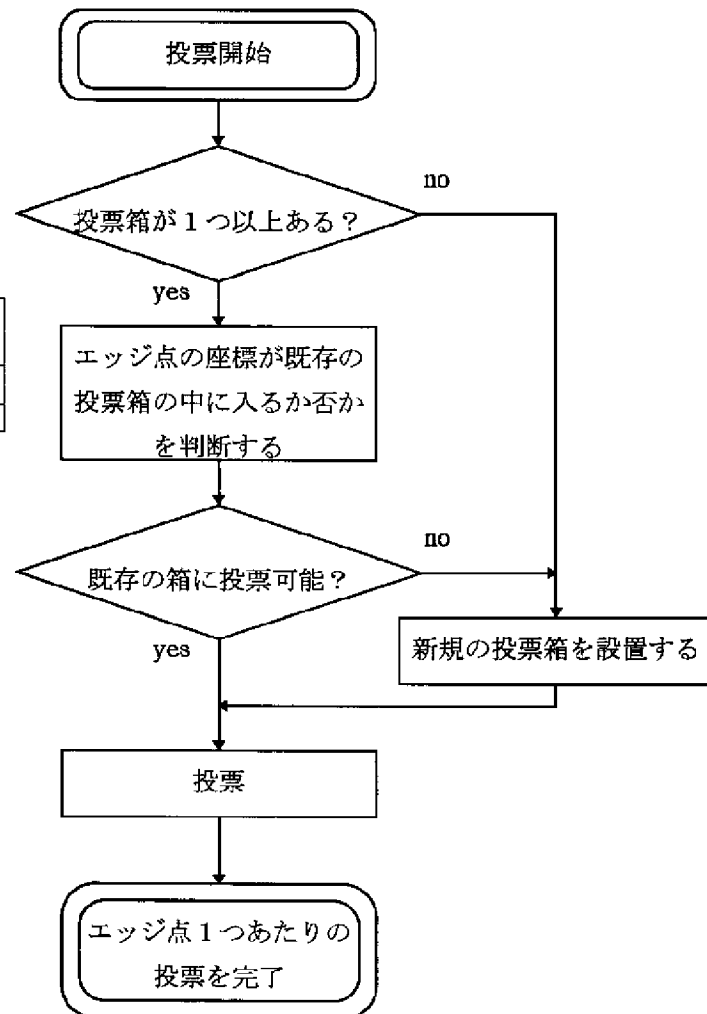 投票開始
no
投票箱が１つ以上ある？
yes
エッジ点の座標が既存の
投票箱の中に入るか否か
を判断する
no
既存の箱に投票可能？
yes
新規の投票箱を設置する
投票
エッジ点１つあたりの
投票を完了